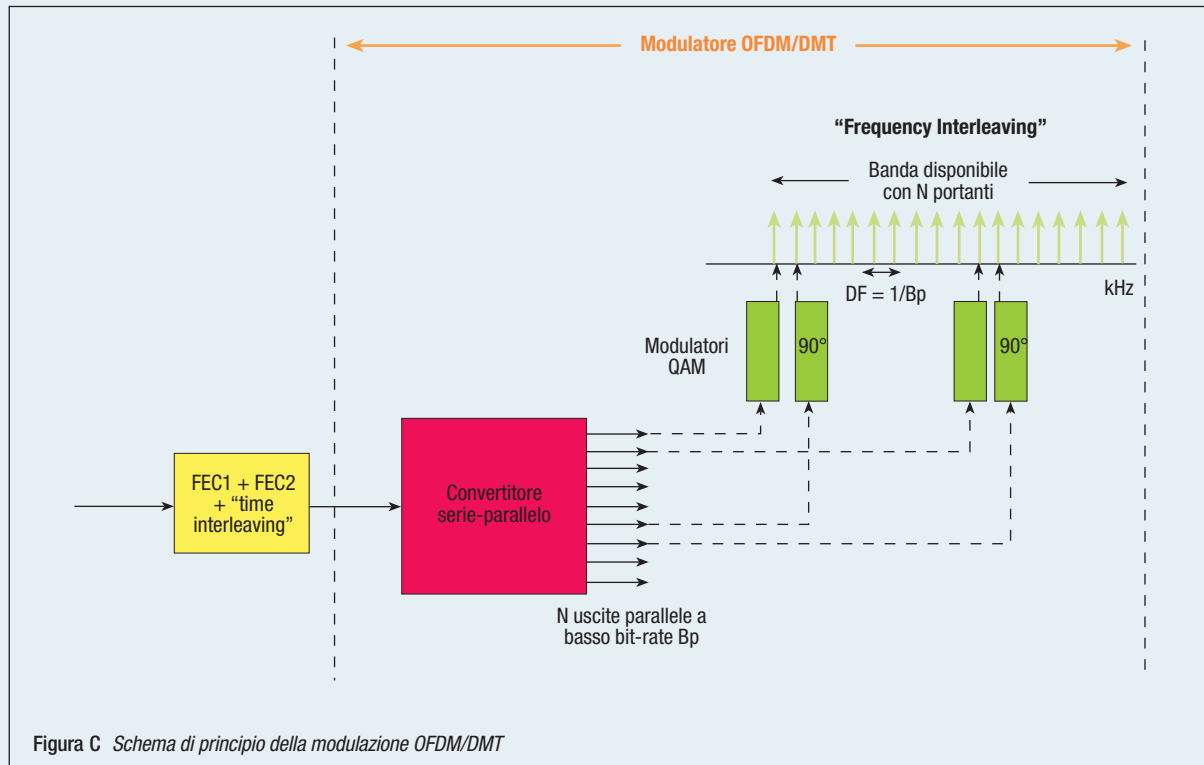 Modulatore OFDM/DMT
“Frequency Interleaving”
Banda disponibile
con N portanti
DF = 1/Bp
kHz
Modulatori
QAM
90°
90°
FEC1 + FEC2
+ “time
interleaving”
Convertitore
serie-parallelo
N uscite parallele a
basso bit-rate Bp
Figura C Schema di principio della modulazione OFDM/DMT